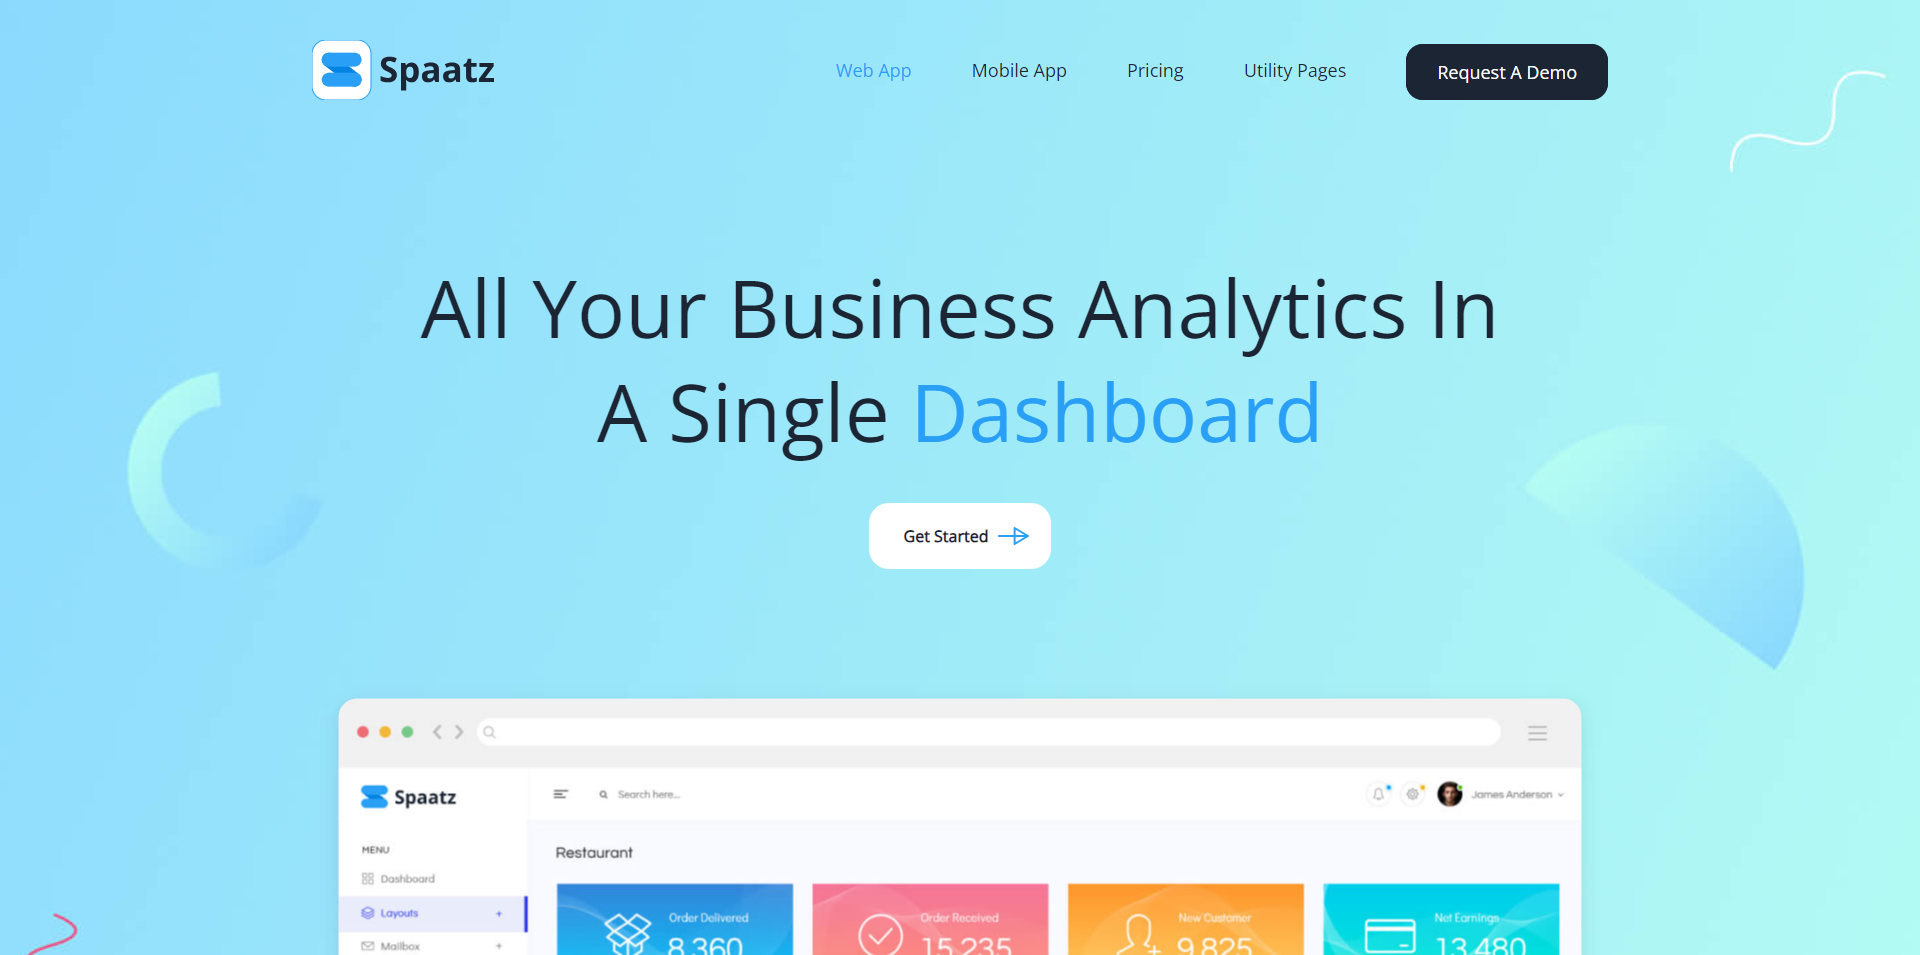 Spaatz
Web App
Mobile App
Pricing
Utility Pages
Request A Demo
All Your Business Analytics In
A Single Dashboard
Get Started
Spaatz
Search here...
James Anderson
MENU
Dashboard
Layouts +
Mailbox +
Restaurant
Order Delivered
8,360
Order Received
15,235
New Customer
9,825
Net Earnings
13,480